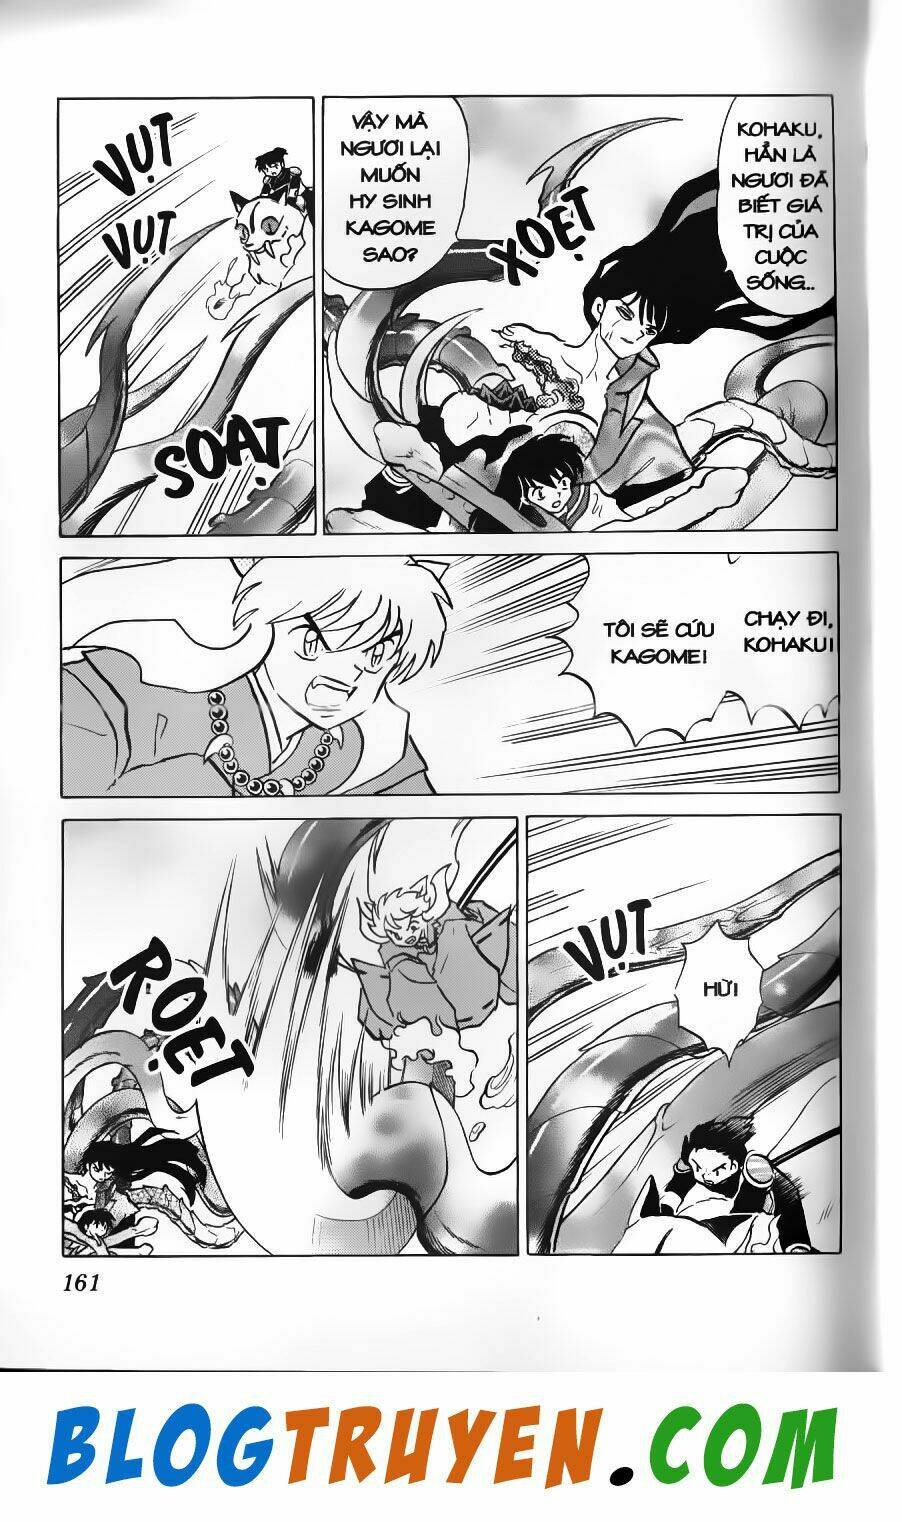 KOHAKU,
HẲN LÀ
NGƯƠI ĐÃ
BIẾT GIÁ
TRỊ CỦA
CUỘC
SỐNG...
VẬY MÀ
NGƯƠI LẠI
MUỐN
HY SINH
KAGOME
SAO?
XOẸT
VỤT
VỤT
SOẠT
CHẠY ĐI,
KOHAKU!
TÔI SẼ CỨU
KAGOME!
VỤT
HỪ!
ROẸT
161
BLOGTRUYEN.COM